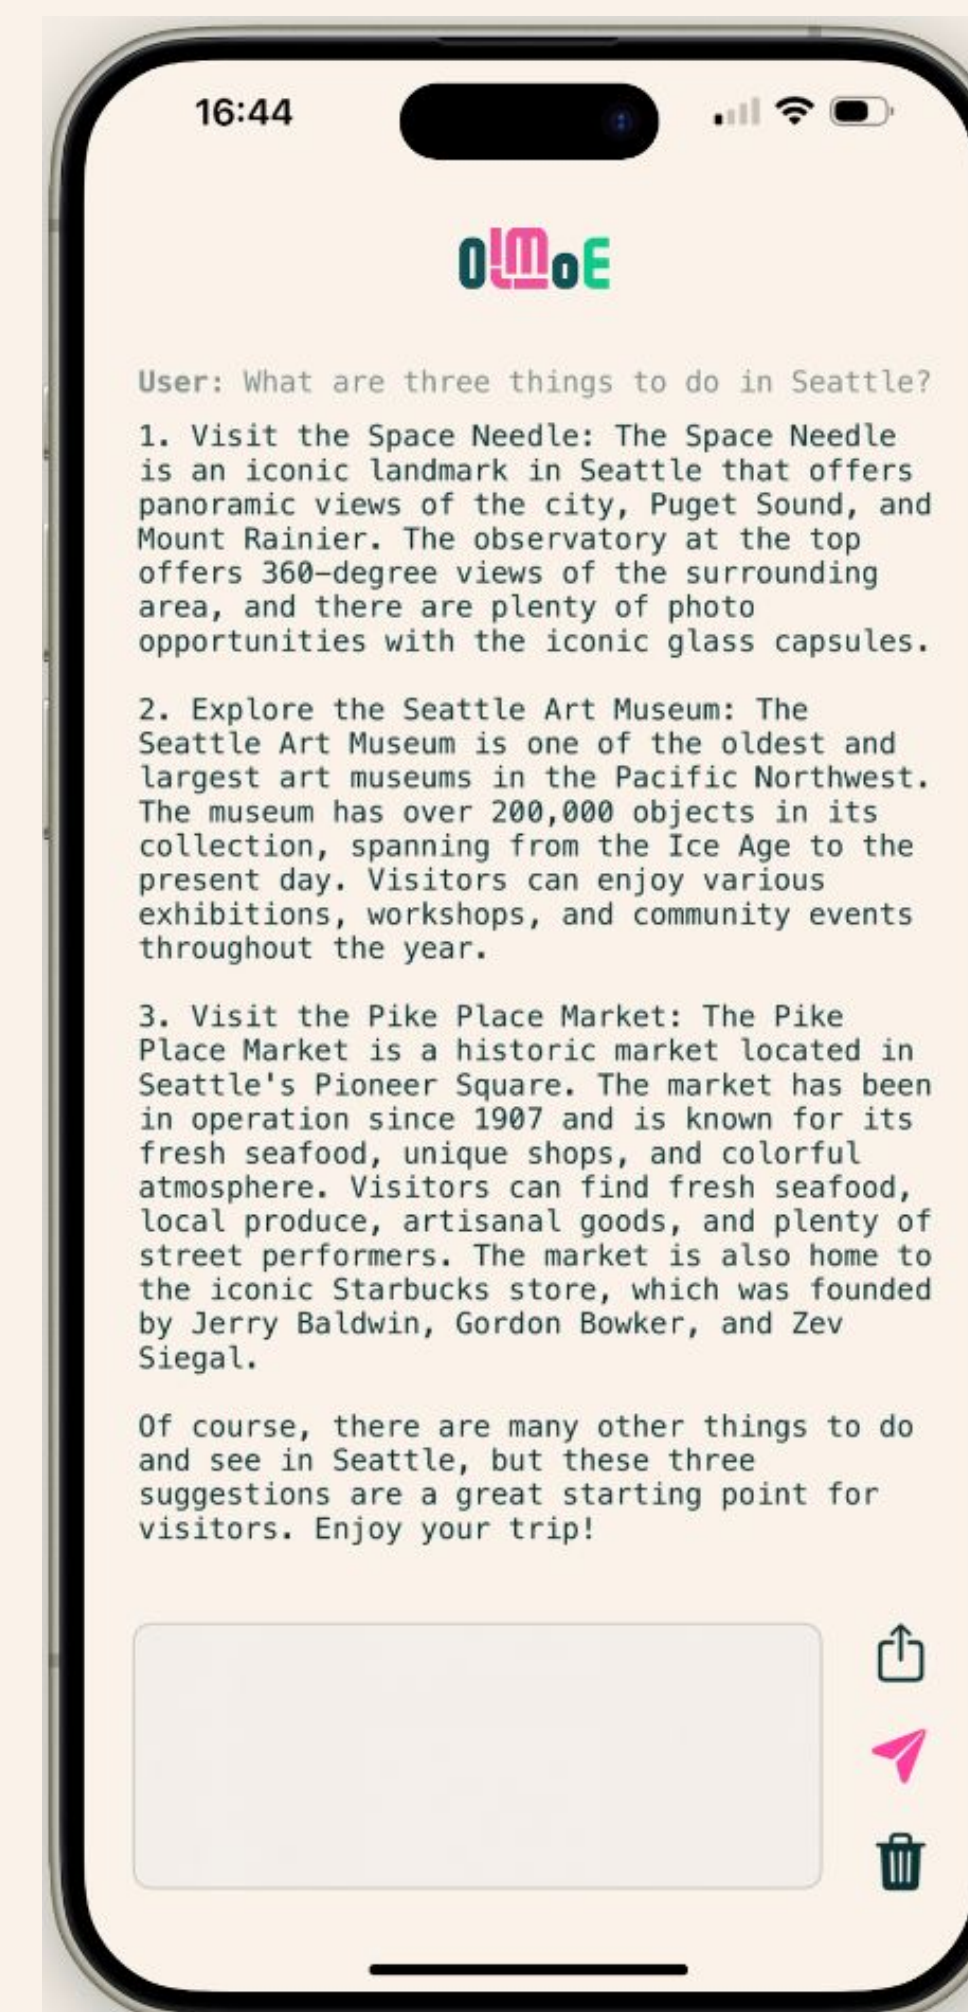 16:44
OLMoE
User: What are three things to do in Seattle?
1. Visit the Space Needle: The Space Needle
is an iconic landmark in Seattle that offers
panoramic views of the city, Puget Sound, and
Mount Rainier. The observatory at the top
offers 360-degree views of the surrounding
area, and there are plenty of photo
opportunities with the iconic glass capsules.
2. Explore the Seattle Art Museum: The
Seattle Art Museum is one of the oldest and
largest art museums in the Pacific Northwest.
The museum has over 200,000 objects in its
collection, spanning from the Ice Age to the
present day. Visitors can enjoy various
exhibitions, workshops, and community events
throughout the year.
3. Visit the Pike Place Market: The Pike
Place Market is a historic market located in
Seattle's Pioneer Square. The market has been
in operation since 1907 and is known for its
fresh seafood, unique shops, and colorful
atmosphere. Visitors can find fresh seafood,
local produce, artisanal goods, and plenty of
street performers. The market is also home to
the iconic Starbucks store, which was founded
by Jerry Baldwin, Gordon Bowker, and Zev
Siegal.
Of course, there are many other things to do
and see in Seattle, but these three
suggestions are a great starting point for
visitors. Enjoy your trip!